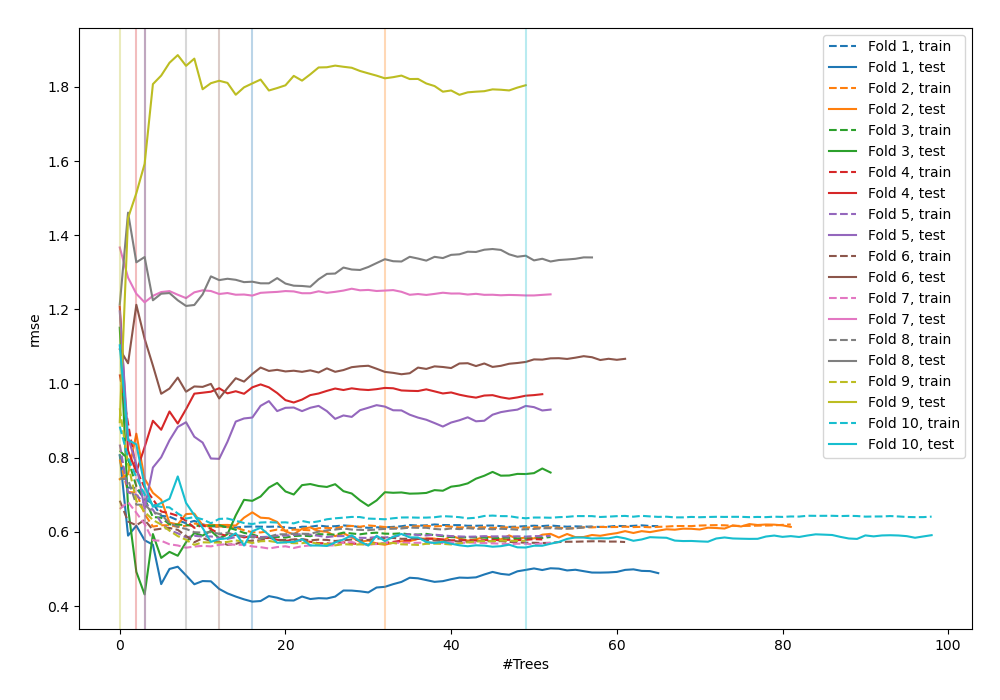 rmse
1.8
1.6
1.4
1.2
1.0
0.8
0.6
0.4
0
20
40
60
80
100
#Trees
Fold 1, train
Fold 1, test
Fold 2, train
Fold 2, test
Fold 3, train
Fold 3, test
Fold 4, train
Fold 4, test
Fold 5, train
Fold 5, test
Fold 6, train
Fold 6, test
Fold 7, train
Fold 7, test
Fold 8, train
Fold 8, test
Fold 9, train
Fold 9, test
Fold 10, train
Fold 10, test